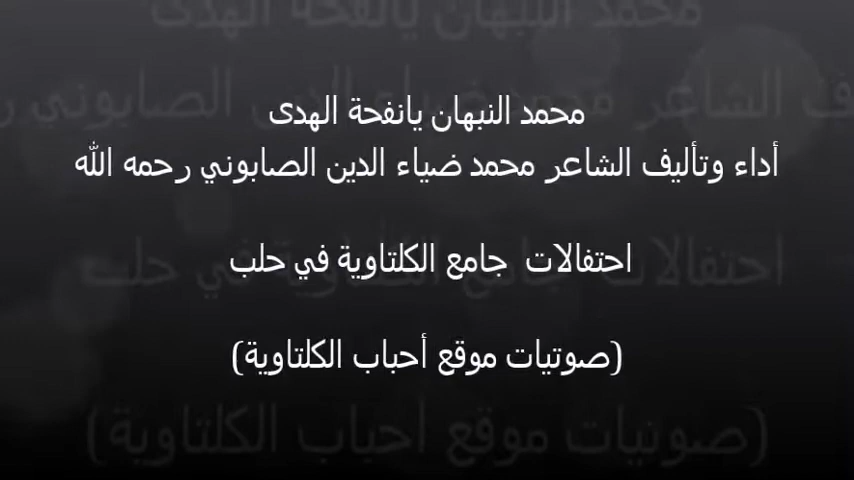 محمد النبهان يانفحة الهدى
أداء وتأليف الشاعر محمد ضياء الدين الصابوني رحمه الله
احتفالات جامع الكلتاوية في حلب
(صوتيات موقع أحباب الكلتاوية)